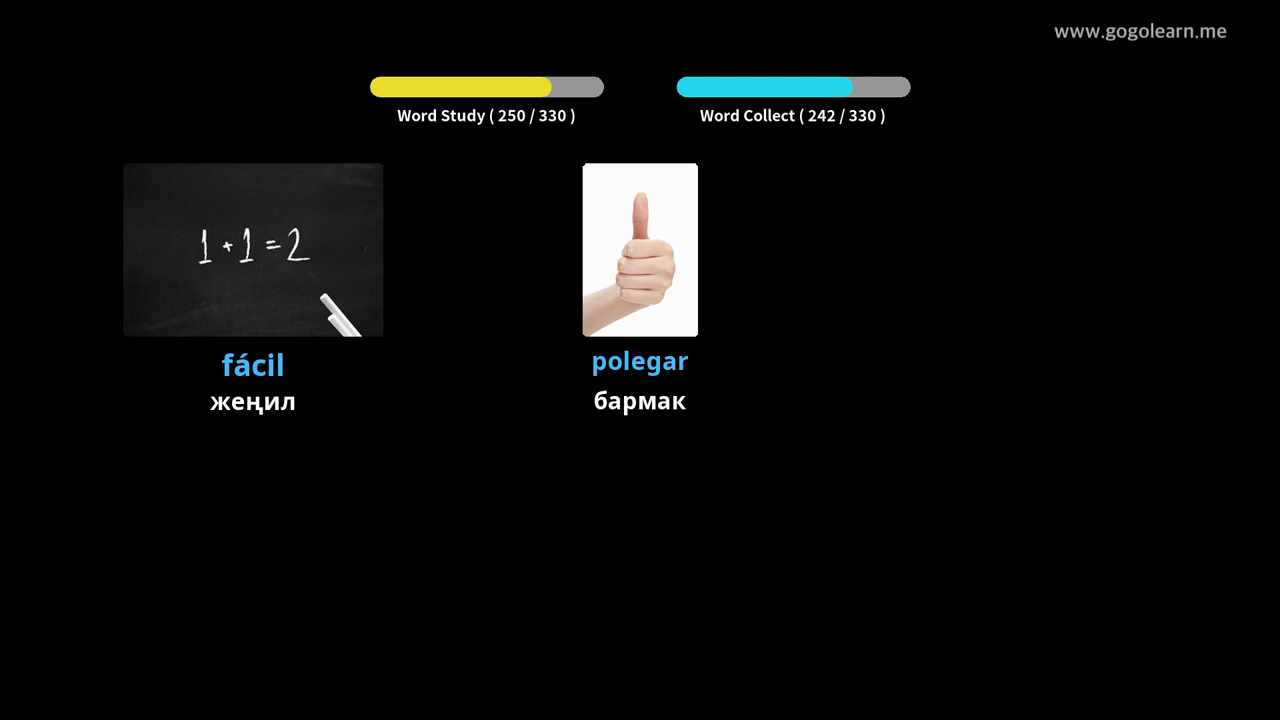 www.gogolearn.me
Word Study ( 250 / 330 )
Word Collect ( 242 / 330 )
1 + 1 = 2
fácil
жеңил
polegar
бармак